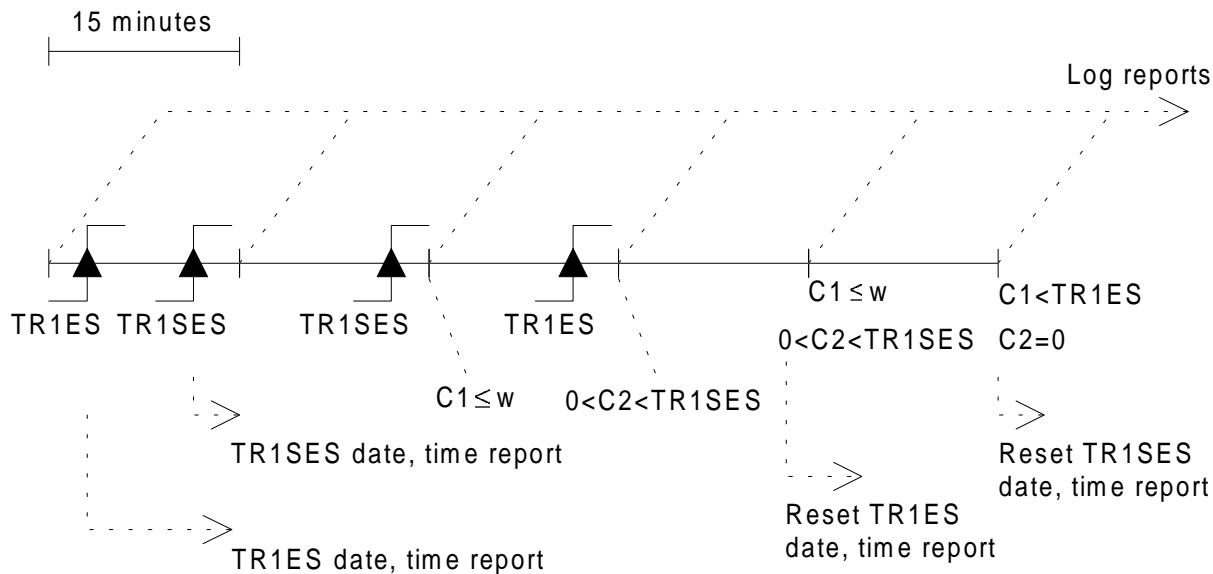 15 minutes
Log reports
TR1ES TR1SES TR1SES TR1ES
C1≤w
0<C2<TR1SES
C1<TR1ES
C2=0
C1≤w
0<C2<TR1SES
TR1SES date, time report
Reset TR1SES
date, time report
Reset TR1ES
date, time report
TR1ES date, time report